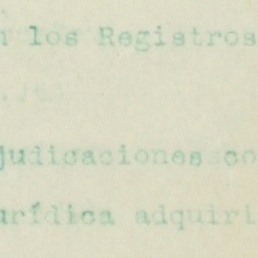 n los Registros
judicaciones co
urídica adquiri